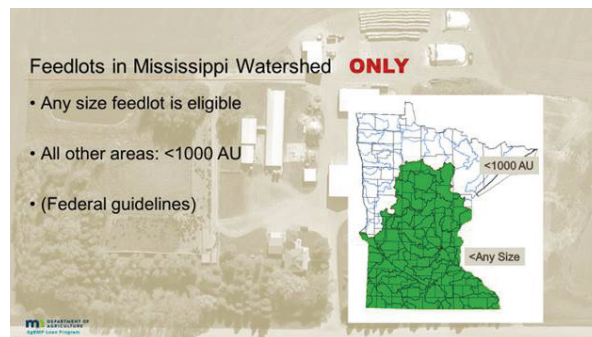 Feedlots in Mississippi Watershed ONLY
• Any size feedlot is eligible
• All other areas: <1000 AU
• (Federal guidelines)
<1000 AU
<Any Size
DEPARTMENT OF
AGRICULTURE
AgBMP Loan Program